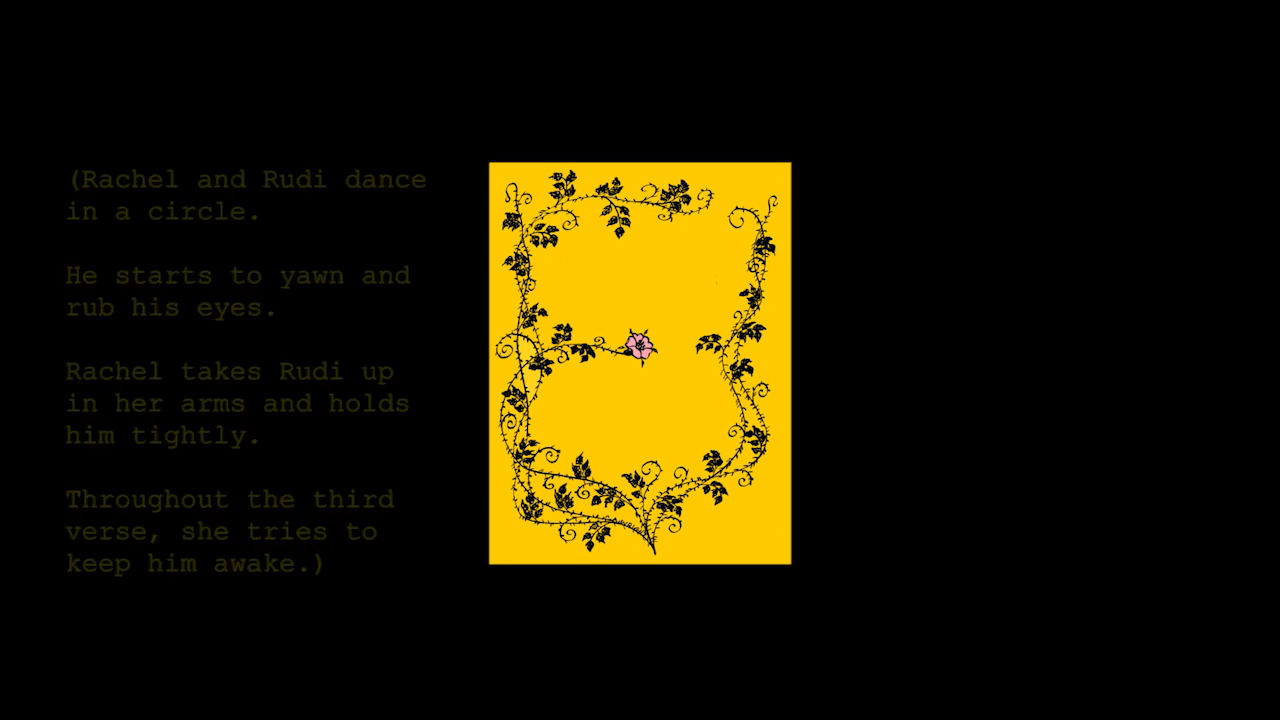 (Rachel and Rudi dance
in a circle.
He starts to yawn and
rub his eyes.
Rachel takes Rudi up
in her arms and holds
him tightly.
Throughout the third
verse, she tries to
keep him awake.)